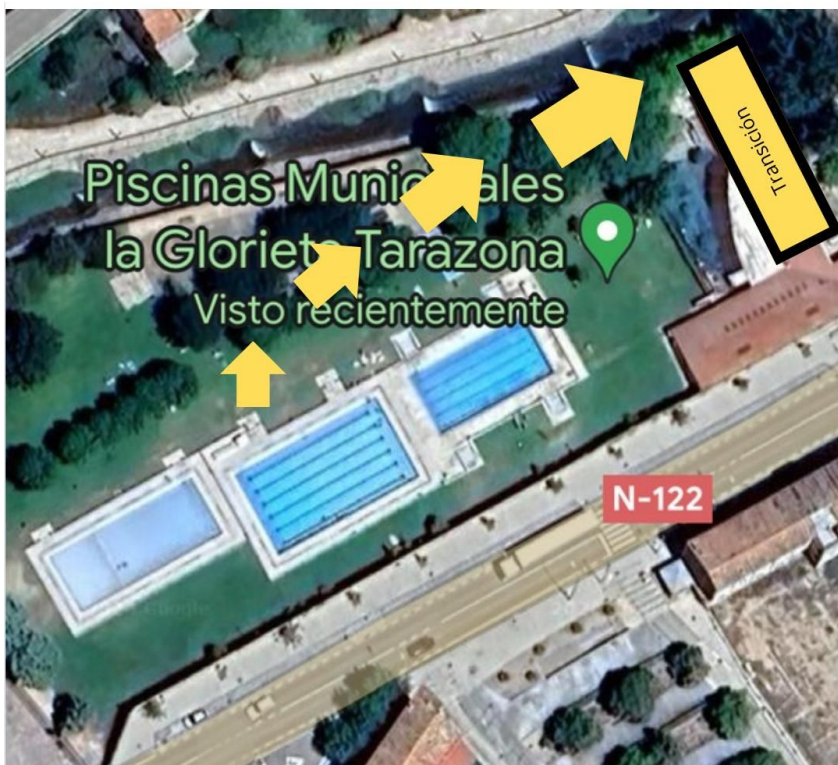 Transición
Piscinas Municipales
la Glorieta Tarazona
Visto recientemente
N-122